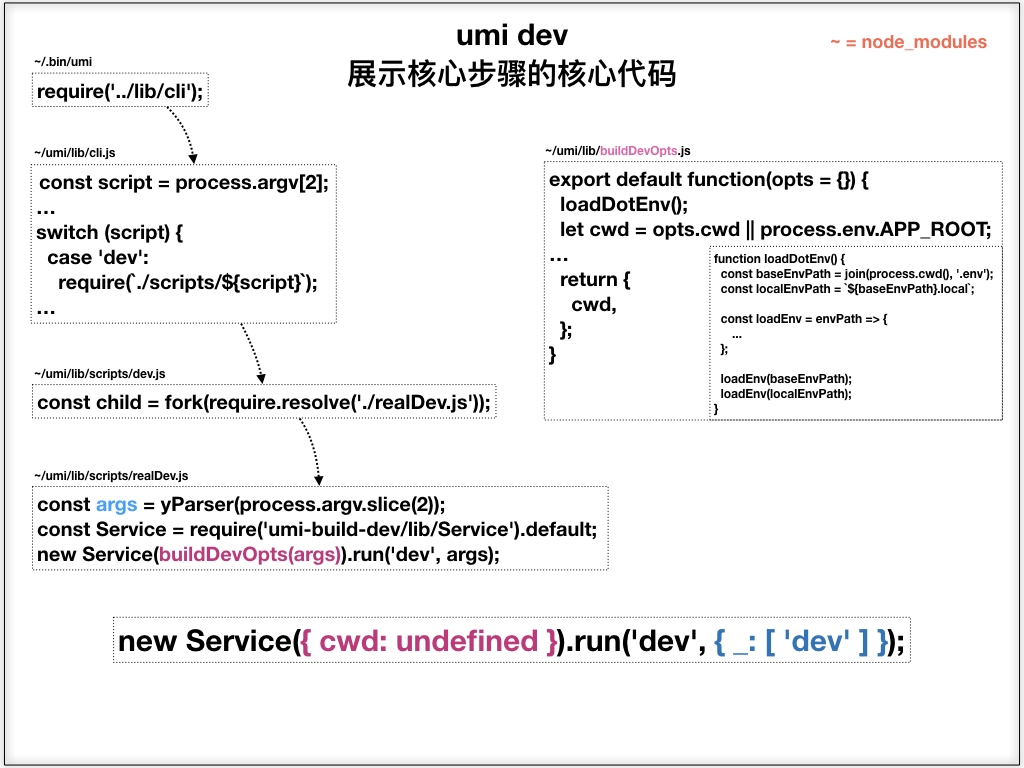 umi dev
展示核心步骤的核心代码
~ = node_modules
~/.bin/umi
require('../lib/cli');
~/umi/lib/cli.js
const script = process.argv[2];
...
switch (script) {
case 'dev':
require(`./scripts/${script}`);
...
~/umi/lib/scripts/dev.js
const child = fork(require.resolve('./realDev.js'));
~/umi/lib/scripts/realDev.js
const args = yParser(process.argv.slice(2));
const Service = require('umi-build-dev/lib/Service').default;
new Service(buildDevOpts(args)).run('dev', args);
~/umi/lib/buildDevOpts.js
export default function(opts = {}) {
loadDotEnv();
let cwd = opts.cwd || process.env.APP_ROOT;
...
return {
cwd,
};
}
function loadDotEnv() {
const baseEnvPath = join(process.cwd(), '.env');
const localEnvPath = `${baseEnvPath}.local`;
const loadEnv = envPath => {
...
};
loadEnv(baseEnvPath);
loadEnv(localEnvPath);
}
new Service({ cwd: undefined }).run('dev', { _: [ 'dev' ] });